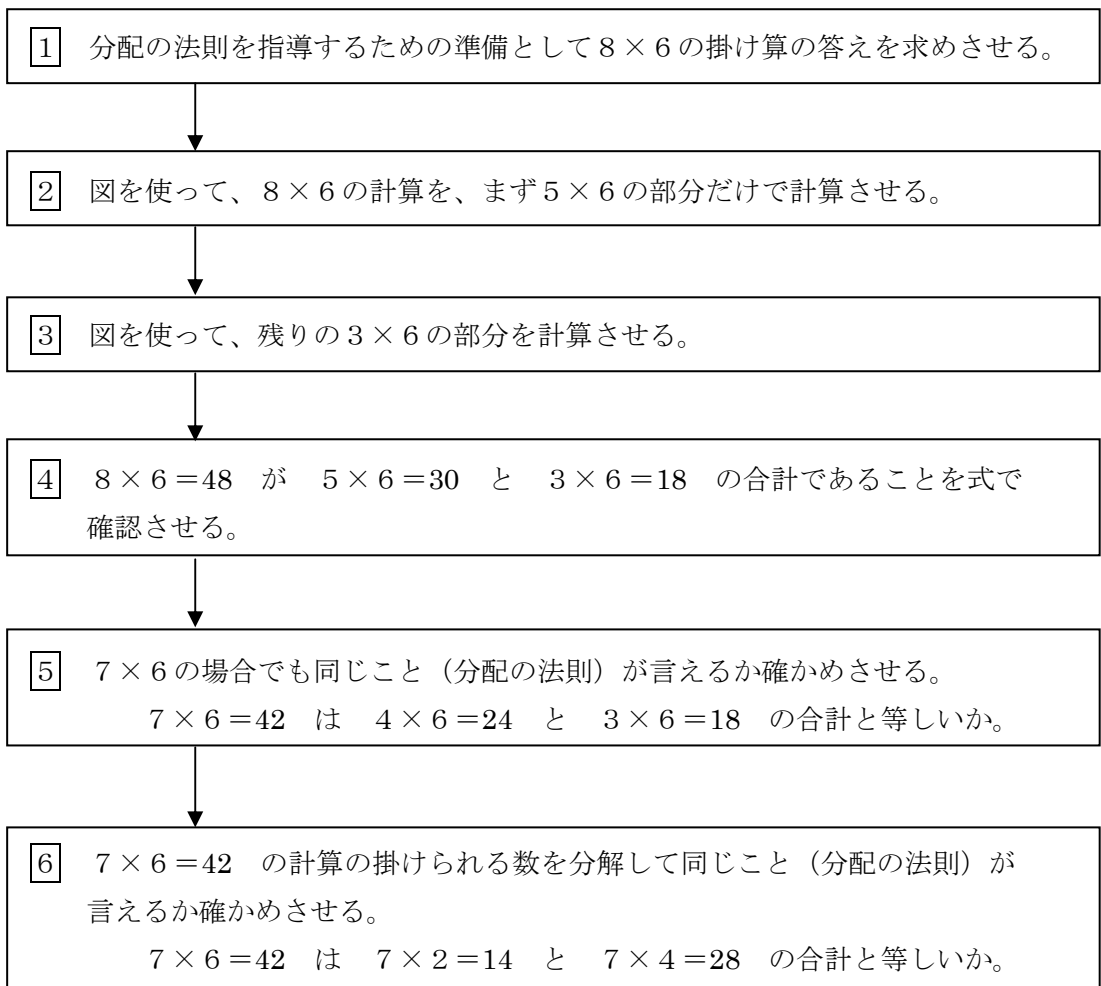 1 分配の法則を指導するための準備として8×6の掛け算の答えを求めさせる。
2 図を使って、8×6の計算を、まず5×6の部分だけで計算させる。
3 図を使って、残りの3×6の部分を計算させる。
4 8×6=48 が 5×6=30 と 3×6=18 の合計であることを式で
確認させる。
5 7×6の場合でも同じこと(分配の法則)が言えるか確かめさせる。
7×6=42 は 4×6=24 と 3×6=18 の合計と等しいか。
6 7×6=42 の計算の掛けられる数を分解して同じこと(分配の法則)が
言えるか確かめさせる。
7×6=42 は 7×2=14 と 7×4=28 の合計と等しいか。